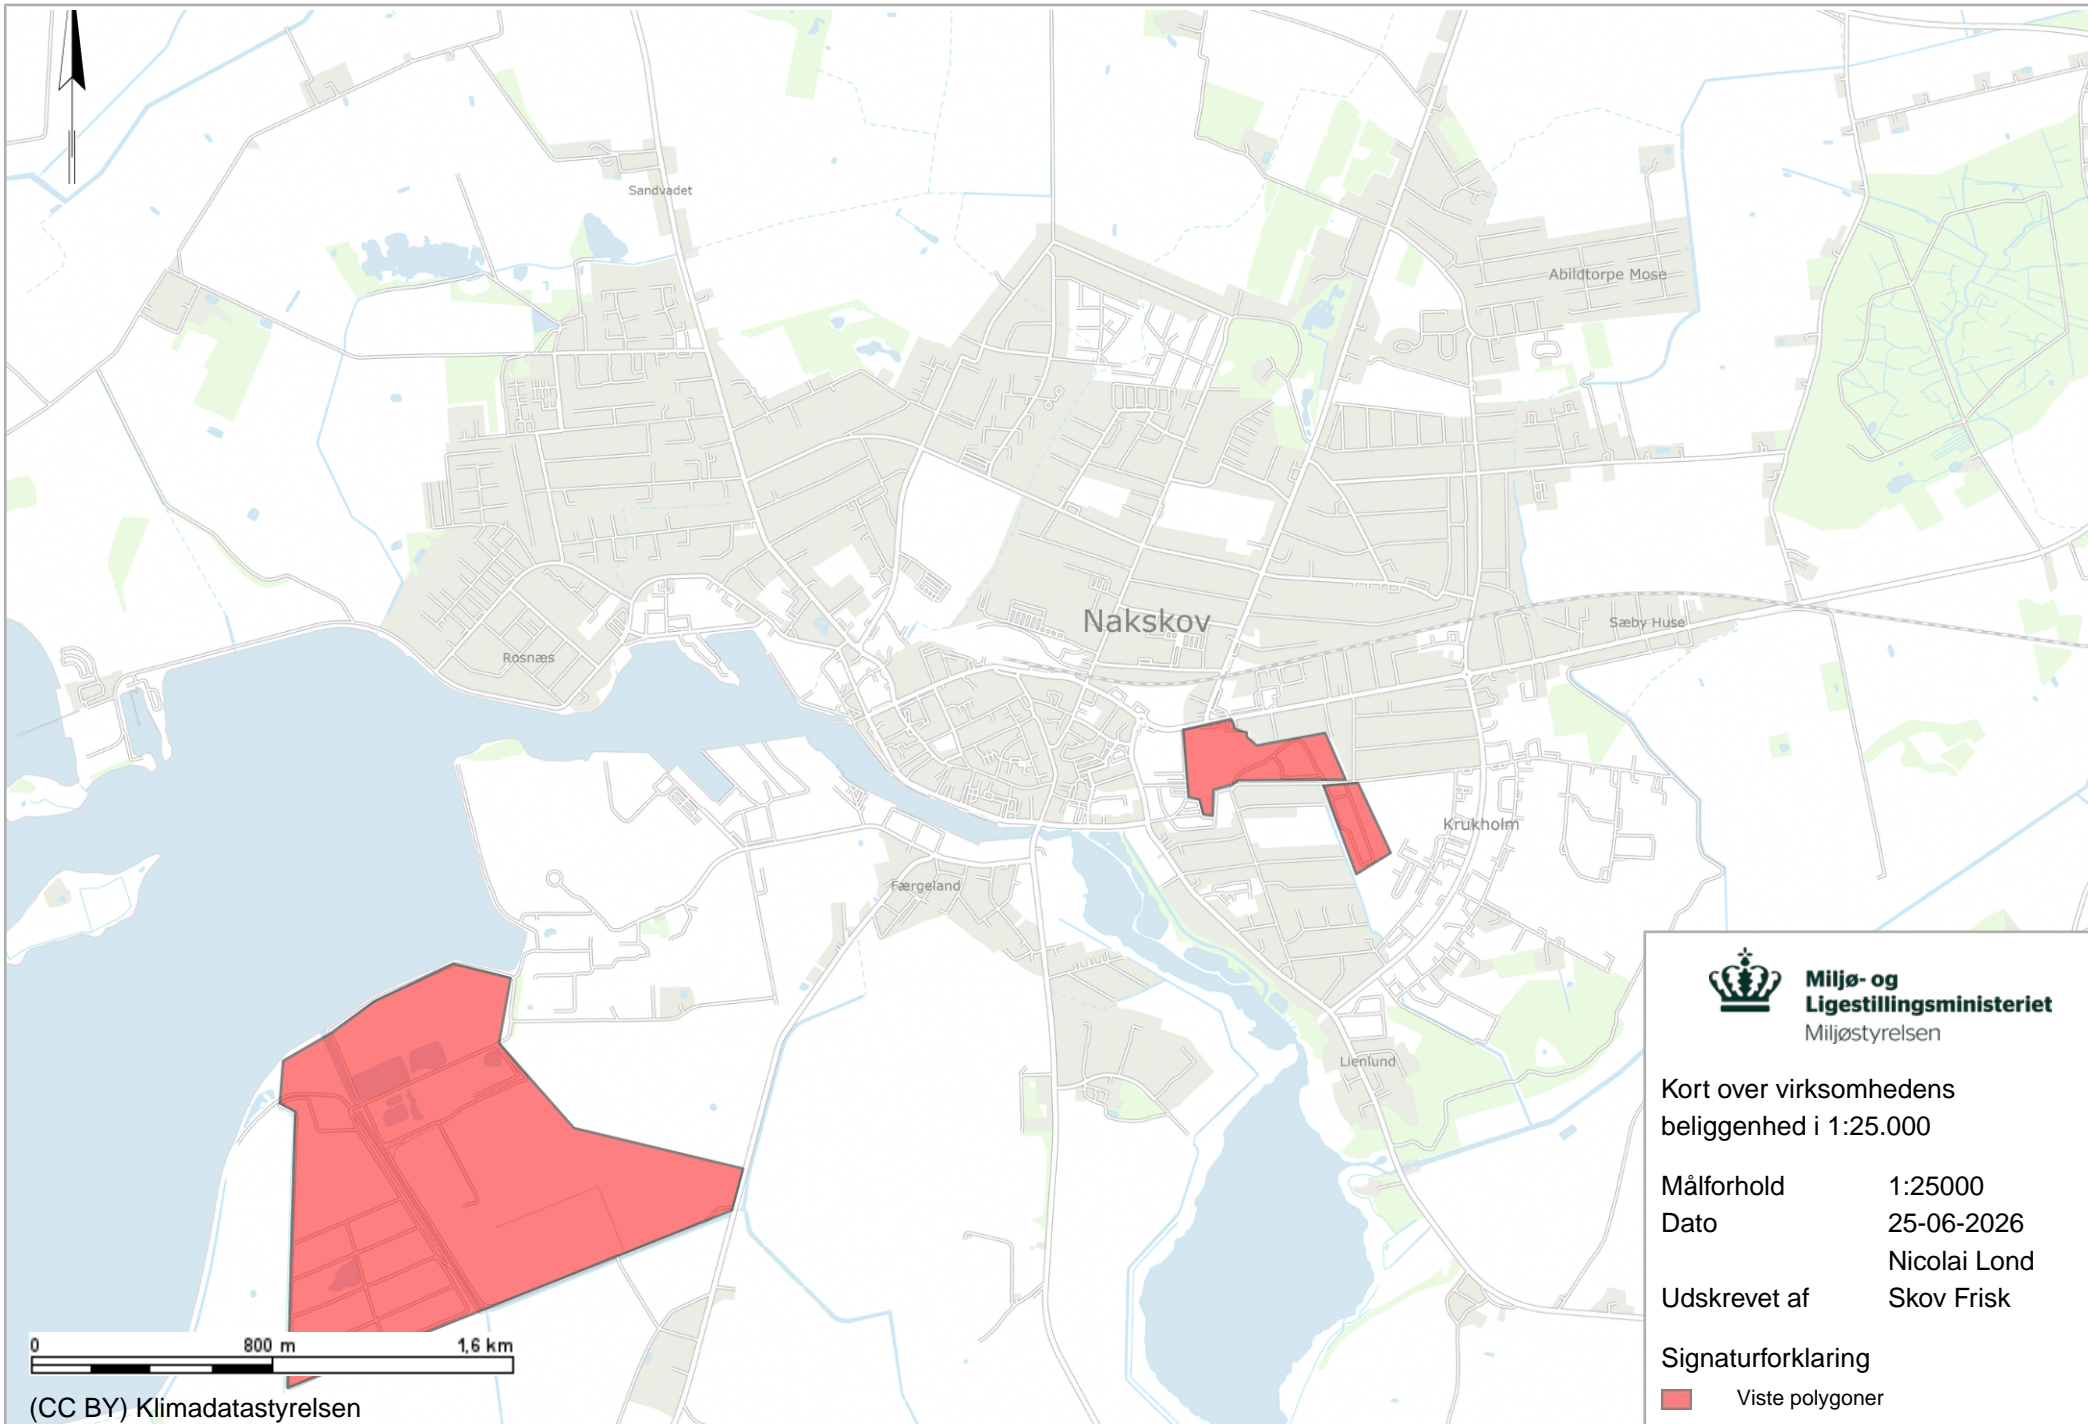 Sandvadet
Abildtorpe Mose
Nakskov
Sæby Huse
Rosnæs
Krukholm
Færgeland
Lienlund
Miljø- og
Ligestillingsministeriet
Miljøstyrelsen
Kort over virksomhedens
beliggenhed i 1:25.000
Målforhold 1:25000
Dato 25-06-2026
Nicolai Lond
Udskrevet af Skov Frisk
Signaturforklaring
Viste polygoner
0 800 m 1,6 km
(CC BY) Klimadatastyrelsen